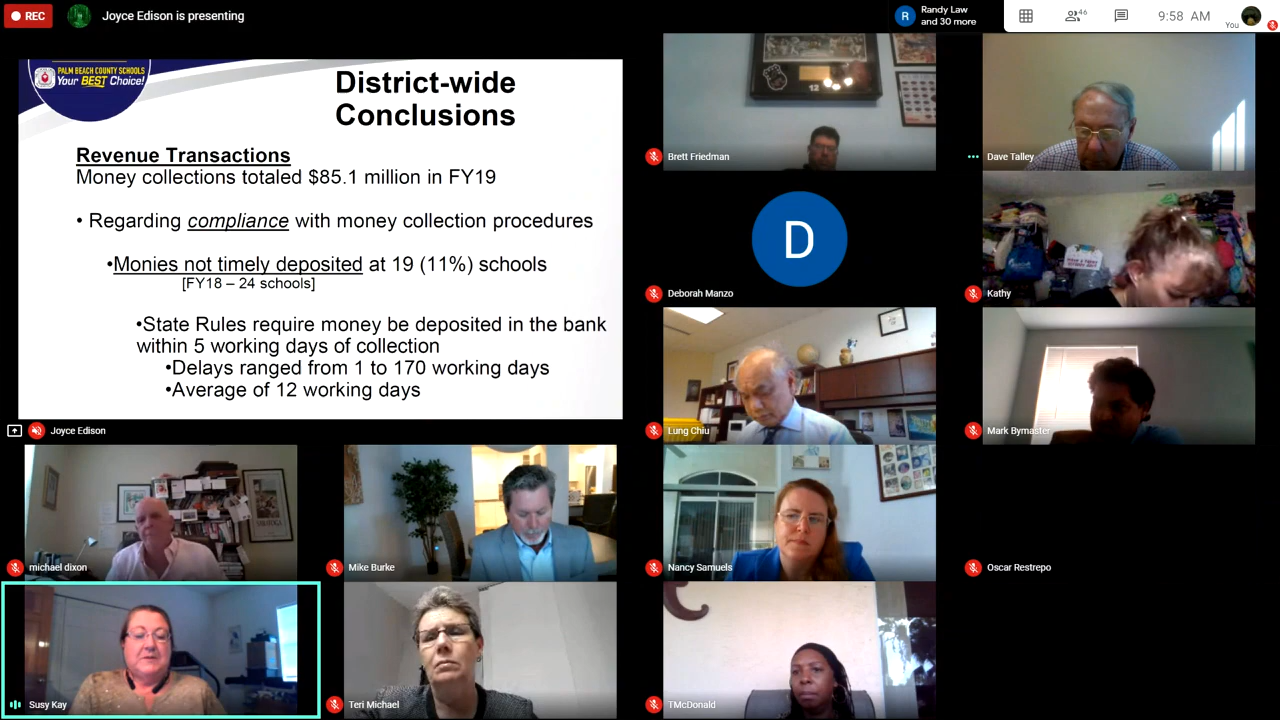 REC
Joyce Edison is presenting
R
Randy Law
and 30 more
46
9:58 AM
You
PALM BEACH COUNTY SCHOOLS
Your BEST Choice!
District-wide
Conclusions
Revenue Transactions
Money collections totaled $85.1 million in FY19
• Regarding compliance with money collection procedures
•Monies not timely deposited at 19 (11%) schools
[FY18 – 24 schools]
•State Rules require money be deposited in the bank
within 5 working days of collection
•Delays ranged from 1 to 170 working days
•Average of 12 working days
Joyce Edison
12
Brett Friedman
Dave Talley
D
Deborah Manzo
Kathy
Lung Chiu
Mark Bymaster
michael dixon
Mike Burke
Nancy Samuels
Oscar Restrepo
Susy Kay
Teri Michael
TMcDonald